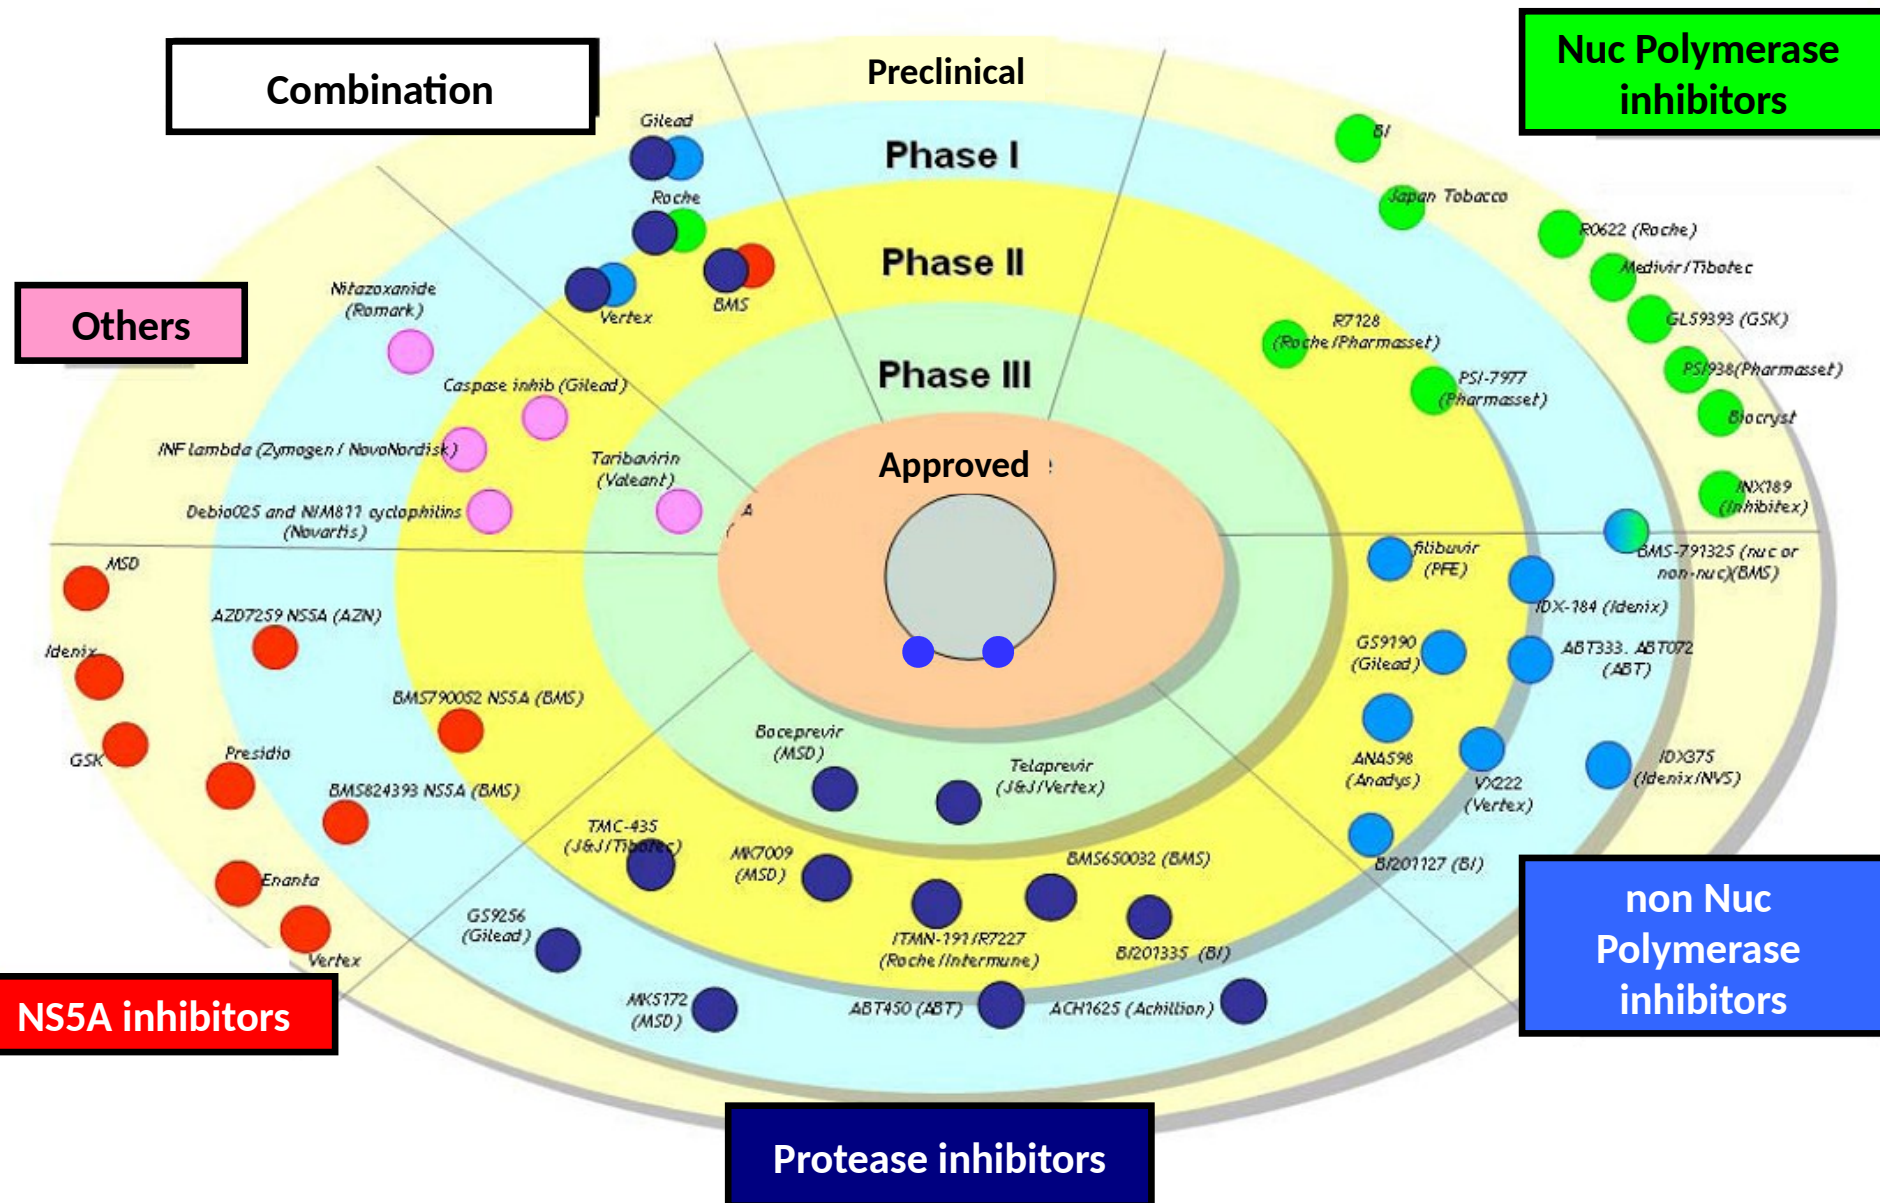 Combination
Preclinical
Nuc Polymerase
inhibitors
Gilead
Phase I
BI
Roche
Japan Tobacco
R0622 (Roche)
Phase II
Medivir/Tibotec
Others
Nitazoxanide
(Romark)
Vertex
BMS
GL59393 (GSK)
R7128
(Roche/Pharmasset)
Phase III
PSI938(Pharmasset)
Caspase inhib (Gilead)
PSI-7977
(Pharmasset)
Biocryst
INF lambda (Zymogen/ NovoNordisk)
Taribavirin
(Valeant)
Approved
INX189
(Inhibitex)
Debio025 and NIM811 cyclophilins
(Novartis)
A
(
BMS-791325 (nuc or
non-nuc)(BMS)
filibuvir
(PFE)
MSD
AZD7259 NS5A (AZN)
IDX-184 (Idenix)
Idenix
GS9190
(Gilead)
ABT333. ABT072
(ABT)
BMS790052 NS5A (BMS)
GSK
Presidio
Boceprevir
(MSD)
Telaprevir
(J&J/Vertex)
ANA598
(Anadys)
VX222
(Vertex)
IDX375
(Idenix/NVS)
BMS824393 NS5A (BMS)
TMC-435
(J&J/Tibotec)
MK7009
(MSD)
BMS650032 (BMS)
BI201127 (BI)
Enanta
GS9256
(Gilead)
ITMN-191/R7227
(Roche/Intermune)
BI201335 (BI)
non Nuc
Polymerase
inhibitors
Vertex
NS5A inhibitors
MK5172
(MSD)
ABT450 (ABT)
ACH1625 (Achillion)
Protease inhibitors